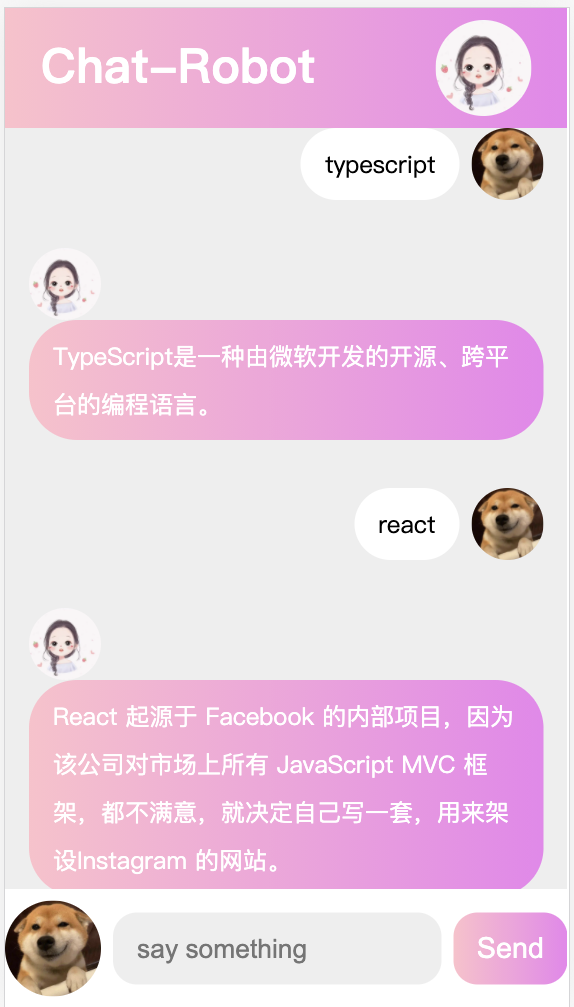 Chat-Robot
typescript
TypeScript是一种由微软开发的开源、跨平
台的编程语言。
react
React 起源于 Facebook 的内部项目，因为
该公司对市场上所有 JavaScript MVC 框
架，都不满意，就决定自己写一套，用来架
设Instagram 的网站。
say something
Send